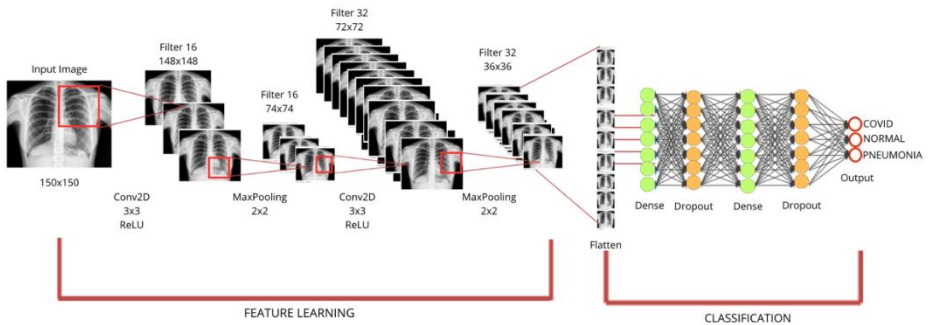 Input Image
150x150
Filter 16
148x148
Conv2D
3x3
ReLU
Filter 16
74x74
MaxPooling
2x2
Filter 32
72x72
Conv2D
3x3
ReLU
Filter 32
36x36
MaxPooling
2x2
Flatten
Dense
Dropout
Dense
Dropout
COVID
NORMAL
PNEUMONIA
Output
FEATURE LEARNING
CLASSIFICATION